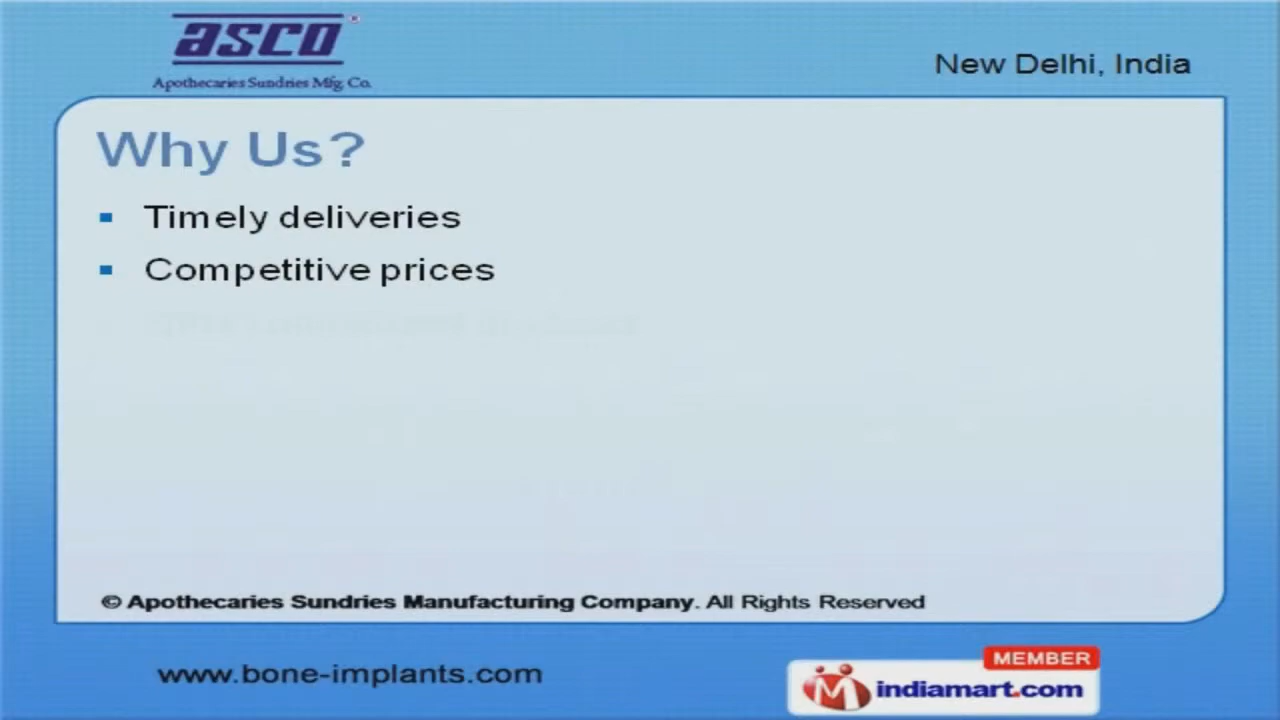 asco
Apothecaries Sundries Mfg. Co.
New Delhi, India
Why Us?
▪ Timely deliveries
▪ Competitive prices
© Apothecaries Sundries Manufacturing Company. All Rights Reserved
www.bone-implants.com
MEMBER
indiamart.com